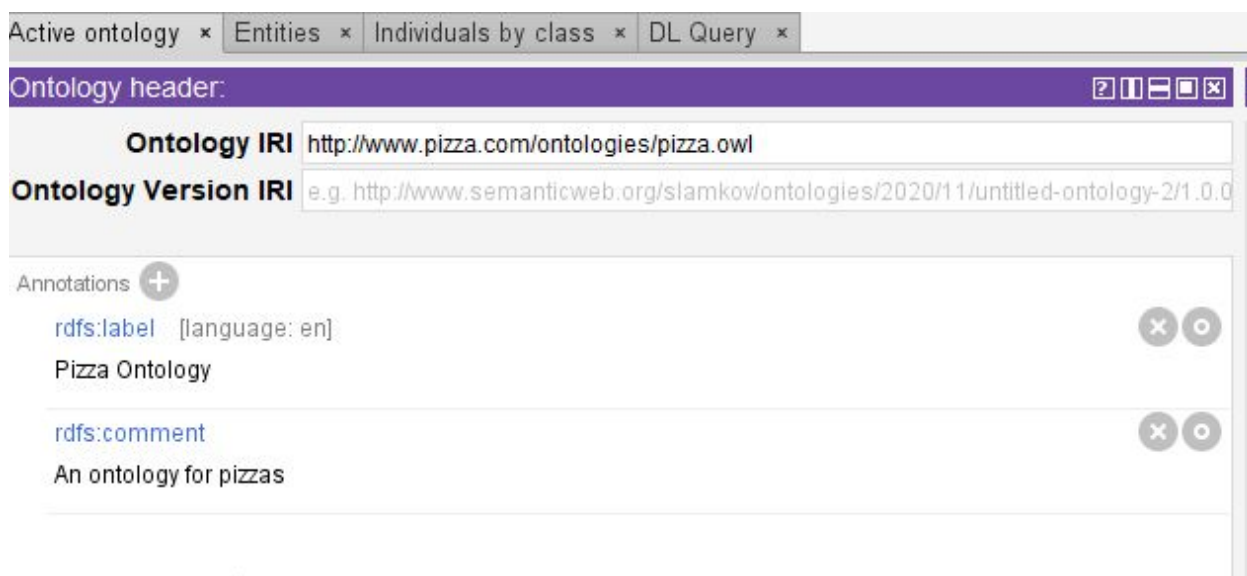 Active ontology × Entities × Individuals by class × DL Query ×
Ontology header:
Ontology IRI http://www.pizza.com/ontologies/pizza.owl
Ontology Version IRI e.g. http://www.semanticweb.org/slamkov/ontologies/2020/11/untitled-ontology-2/1.0.0
Annotations
rdfs:label [language: en]
Pizza Ontology
rdfs:comment
An ontology for pizzas